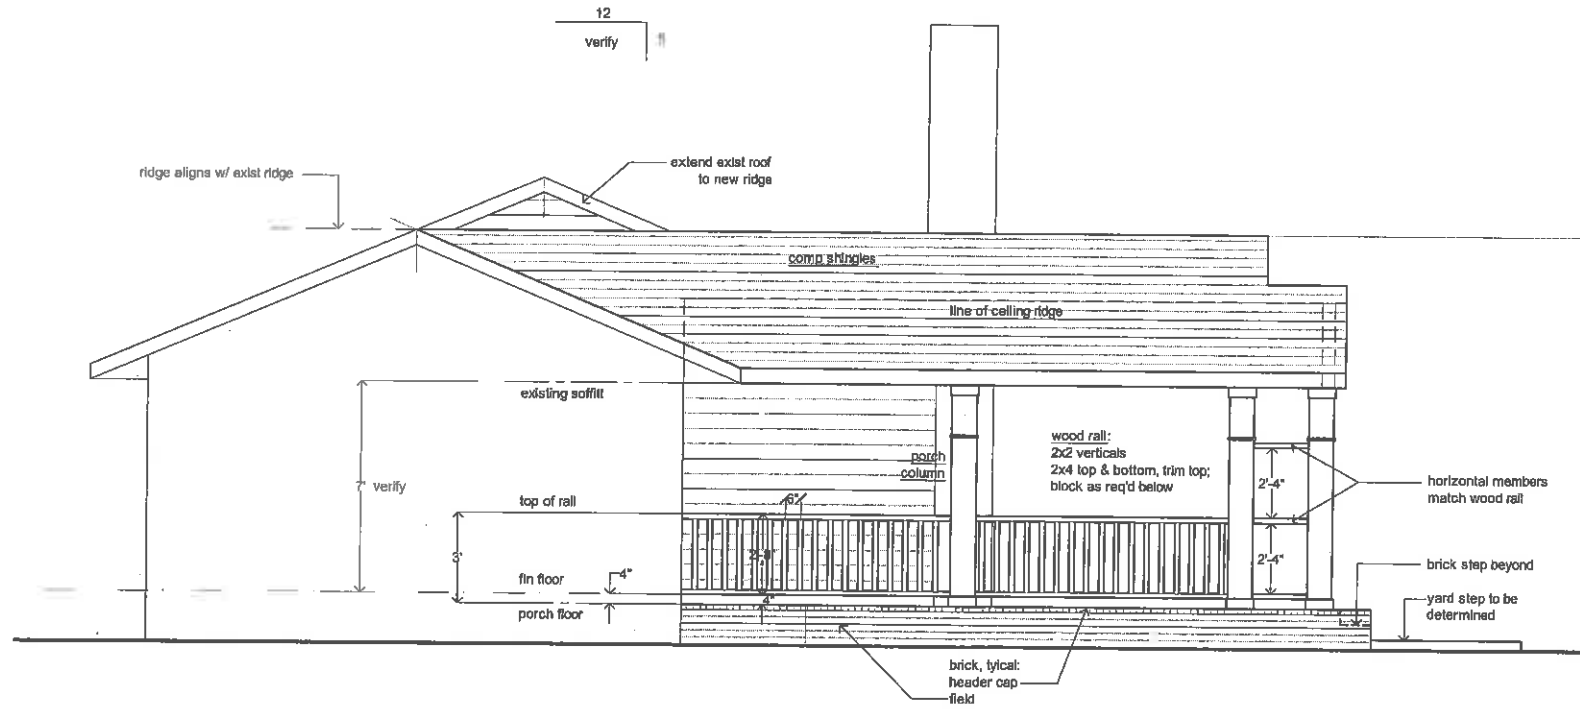 12
verify
ridge aligns w/ exist ridge
extend exist roof
to new ridge
comp shingles
line of ceiling ridge
existing soffitt
wood rail:
2x2 verticals
2x4 top & bottom, trim top;
block as req'd below
porch
column
7' verify
6"
top of rail
2'-4"
horizontal members
match wood rail
3'
2'-8"
2'-4"
4"
fin floor
4"
porch floor
brick step beyond
yard step to be
determined
brick, tyical:
header cap
field